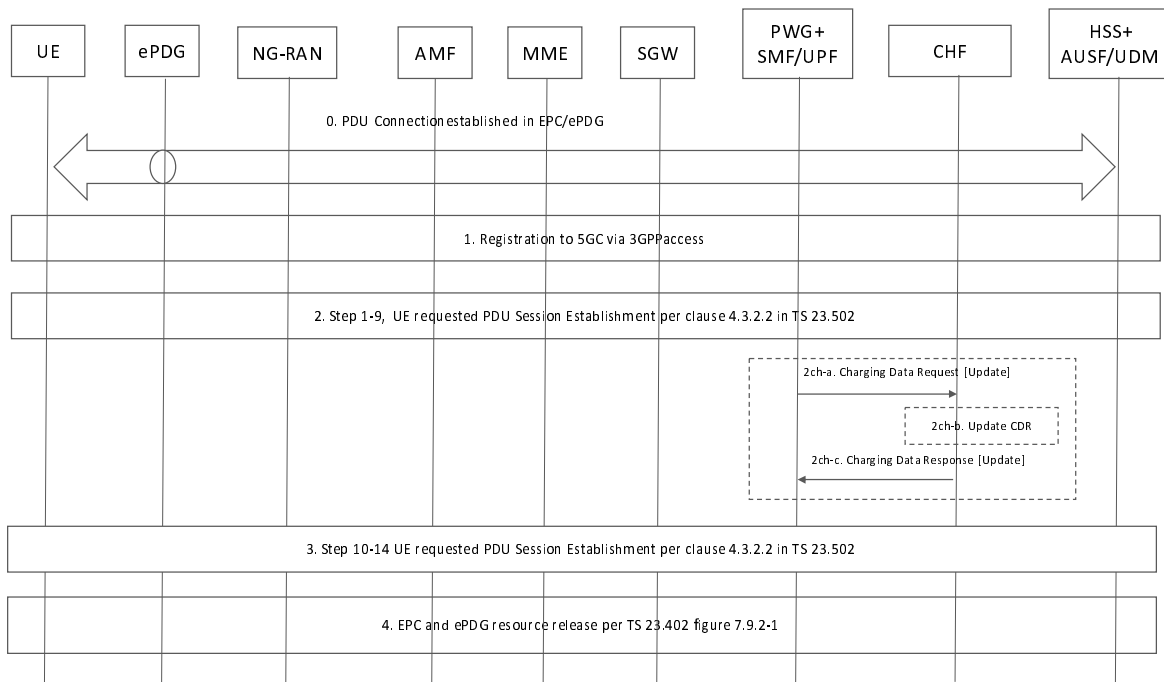 UE
ePDG
NG-RAN
AMF
MME
SGW
PWG+
SMF/UPF
CHF
HSS+
AUSF/UDM
0. PDU Connectionestablished in EPC/ePDG
1. Registration to 5GC via 3GPPaccess
2. Step 1-9, UE requested PDU Session Establishment per clause 4.3.2.2 in TS 23.502
2ch-a. Charging Data Request [Update]
2ch-b. Update CDR
2ch-c. Charging Data Response [Update]
3. Step 10-14 UE requested PDU Session Establishment per clause 4.3.2.2 in TS 23.502
4. EPC and ePDG resource release per TS 23.402 figure 7.9.2-1